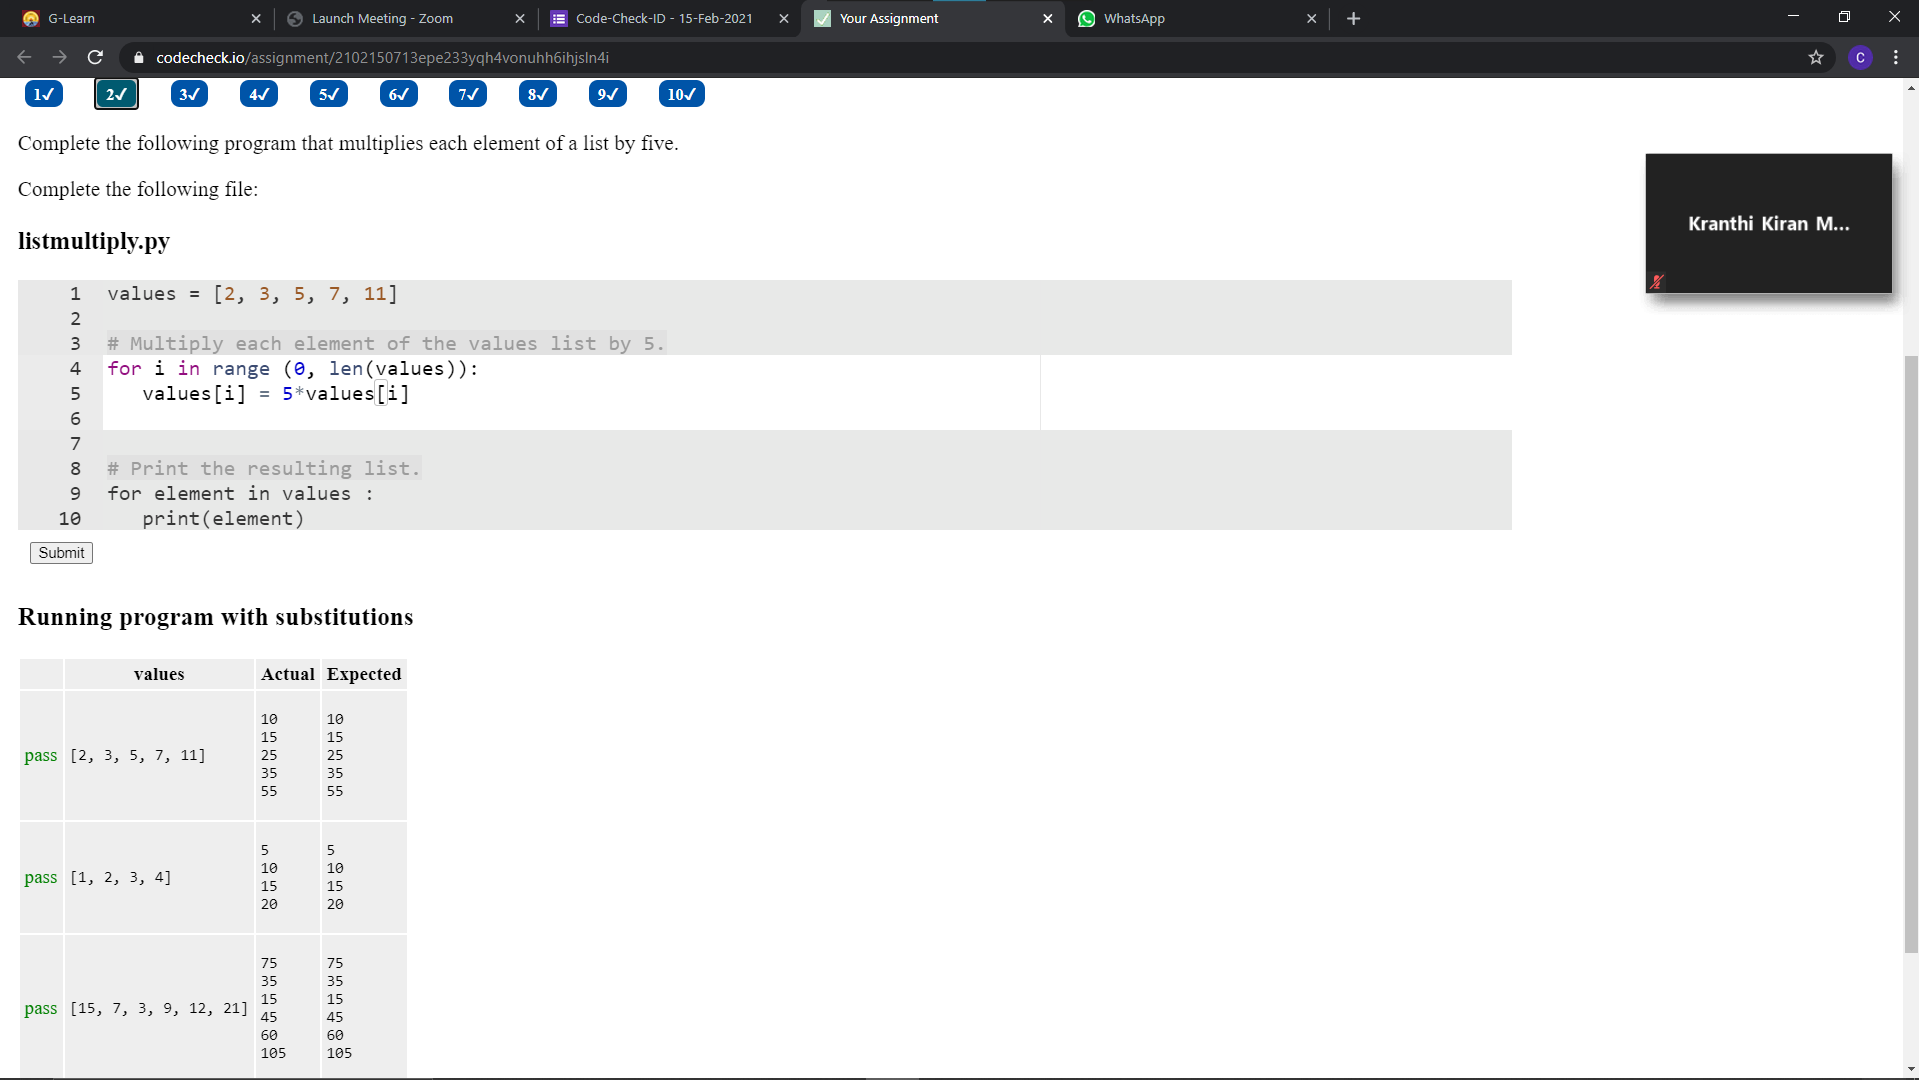 G-Learn
Launch Meeting - Zoom
Code-Check-ID - 15-Feb-2021
Your Assignment
WhatsApp
codecheck.io/assignment/2102150713epe233yqh4vonuhh6ihjsln4i
C
1✓ 2✓ 3✓ 4✓ 5✓ 6✓ 7✓ 8✓ 9✓ 10✓
Complete the following program that multiplies each element of a list by five.
Complete the following file:
Kranthi Kiran M...
listmultiply.py
1 values = [2, 3, 5, 7, 11]
2
3 # Multiply each element of the values list by 5.
4 for i in range (0, len(values)):
5    values[i] = 5*values[i]
6
7
8 # Print the resulting list.
9 for element in values :
10    print(element)
Submit
Running program with substitutions
values Actual Expected
10 10
15 15
pass [2, 3, 5, 7, 11] 25 25
35 35
55 55
5 5
10 10
pass [1, 2, 3, 4]
15 15
20 20
75 75
35 35
15 15
pass [15, 7, 3, 9, 12, 21]
45 45
60 60
105 105